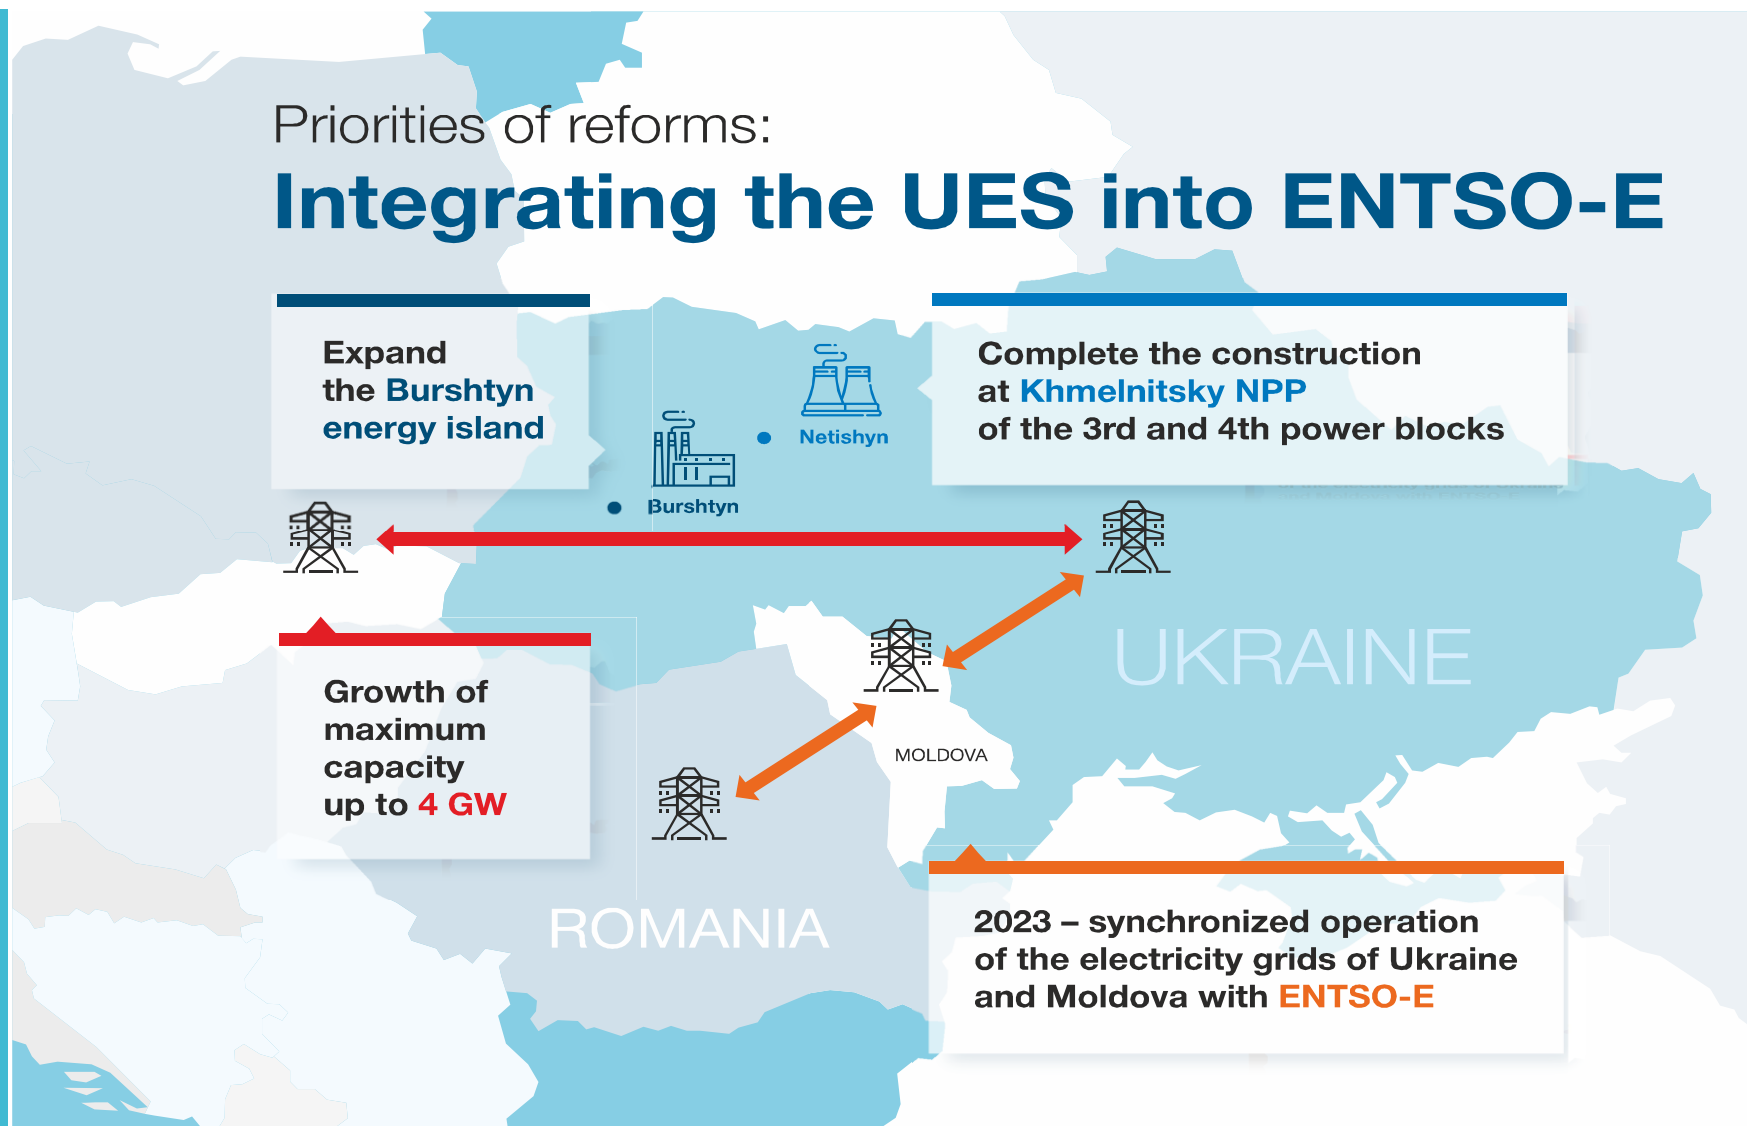 Priorities of reforms:
Integrating the UES into ENTSO-E
Expand
the Burshtyn
energy island
Complete the construction
at Khmelnitsky NPP
of the 3rd and 4th power blocks
Netishyn
Burshtyn
UKRAINE
Growth of
maximum
capacity
up to 4 GW
MOLDOVA
ROMANIA
2023 – synchronized operation
of the electricity grids of Ukraine
and Moldova with ENTSO-E